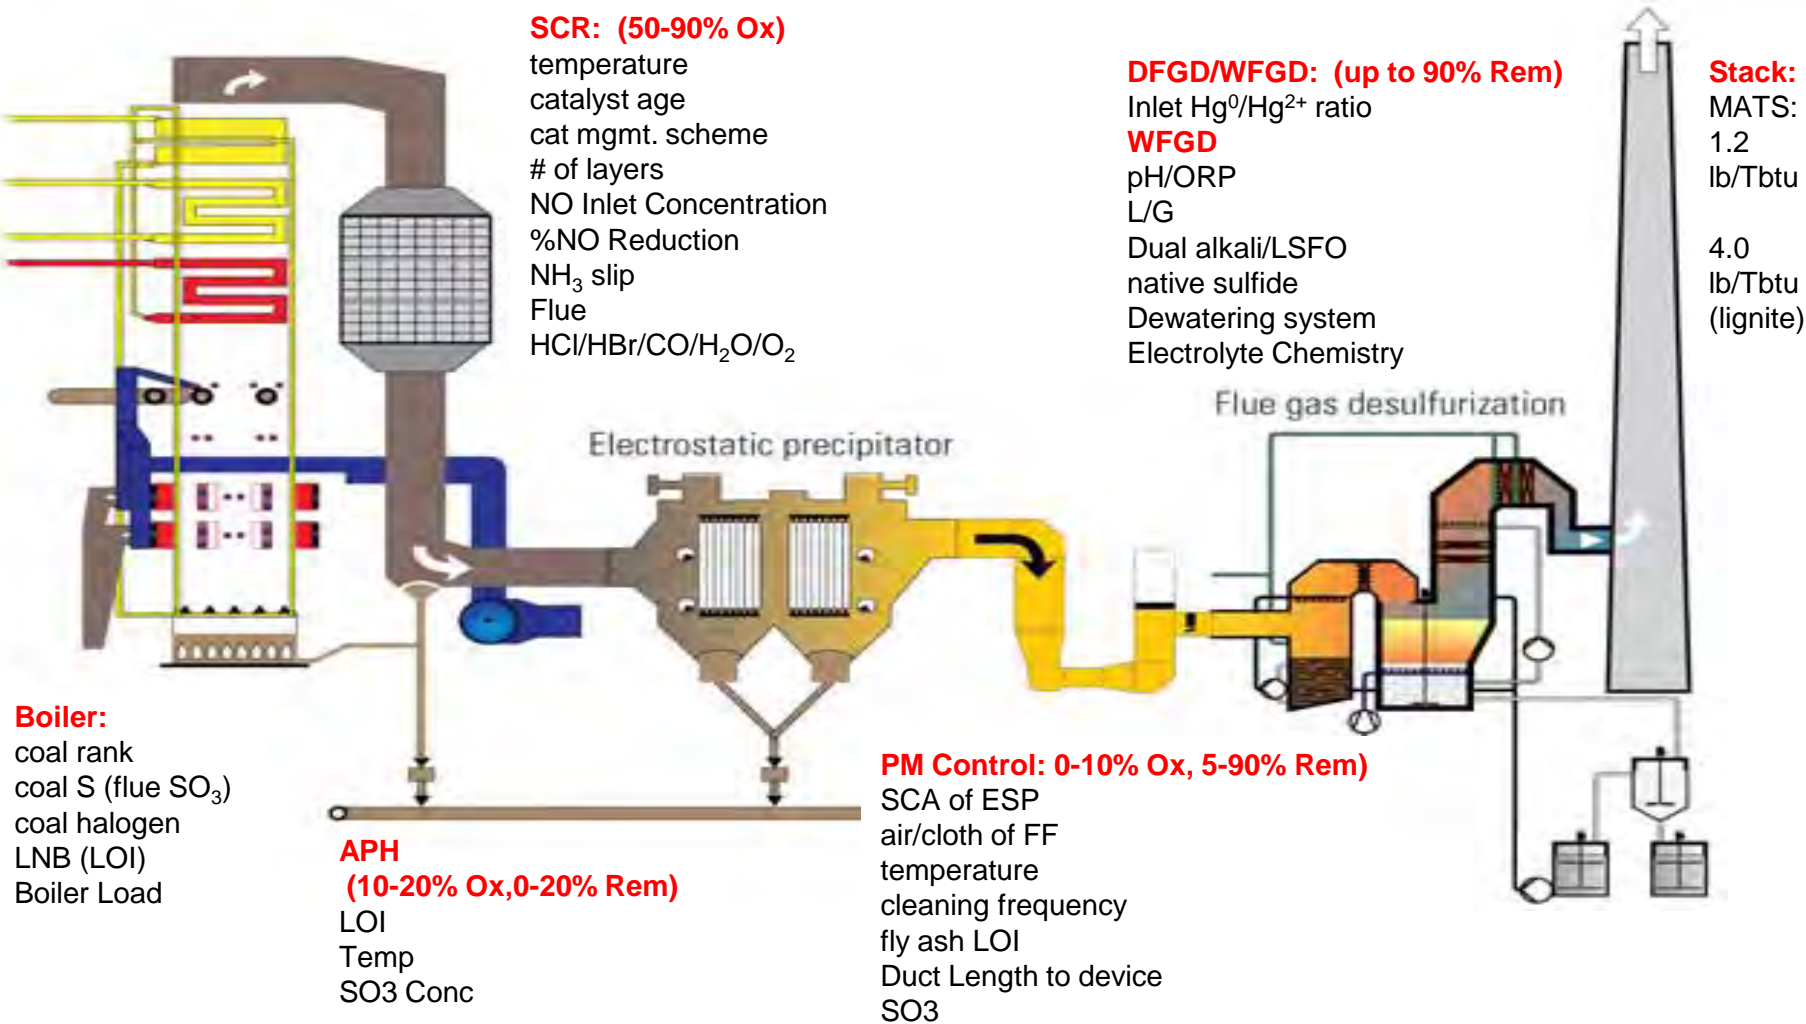 SCR: (50-90% Ox)
temperature
catalyst age
cat mgmt. scheme
# of layers
NO Inlet Concentration
%NO Reduction
NH₃ slip
Flue
HCl/HBr/CO/H₂O/O₂
DFGD/WFGD: (up to 90% Rem)
Inlet Hg⁰/Hg²⁺ ratio
WFGD
pH/ORP
L/G
Dual alkali/LSFO
native sulfide
Dewatering system
Electrolyte Chemistry
Stack:
MATS:
1.2
lb/Tbtu
4.0
lb/Tbtu
(lignite)
Flue gas desulfurization
Electrostatic precipitator
Boiler:
coal rank
coal S (flue SO₃)
coal halogen
LNB (LOI)
Boiler Load
APH
(10-20% Ox,0-20% Rem)
LOI
Temp
SO3 Conc
PM Control: 0-10% Ox, 5-90% Rem)
SCA of ESP
air/cloth of FF
temperature
cleaning frequency
fly ash LOI
Duct Length to device
SO3